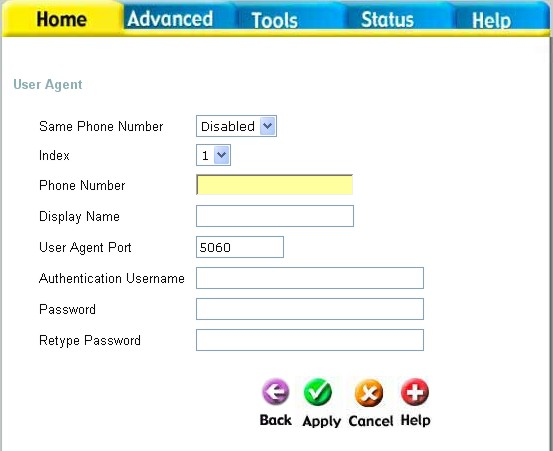 Home Advanced Tools Status Help
User Agent
Same Phone Number Disabled
Index 1
Phone Number
Display Name
User Agent Port 5060
Authentication Username
Password
Retype Password
Back Apply Cancel Help